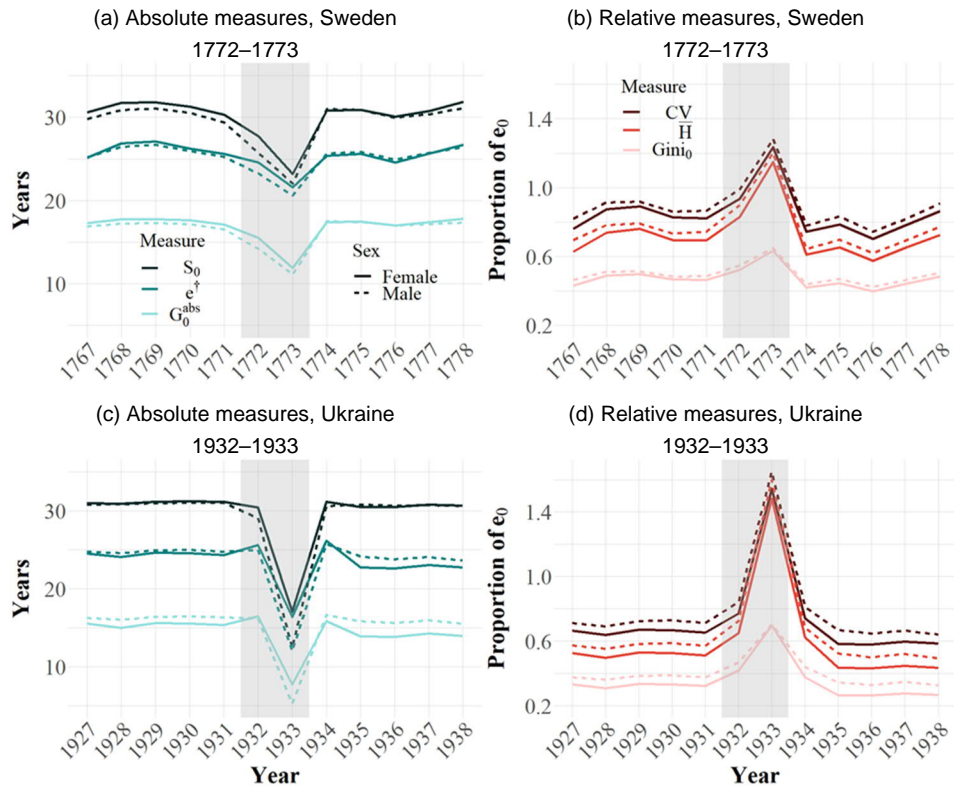 (a) Absolute measures, Sweden
1772–1773
Years
30
20
10
Measure
S₀
e†
G₀ᵃᵇˢ
Sex
Female
Male
1767 1768 1769 1770 1771 1772 1773 1774 1775 1776 1777 1778
(b) Relative measures, Sweden
1772–1773
Proportion of e₀
1.4
1.0
0.6
0.2
Measure
CV
H̅
Gini₀
1767 1768 1769 1770 1771 1772 1773 1774 1775 1776 1777 1778
(c) Absolute measures, Ukraine
1932–1933
Years
30
20
10
1927 1928 1929 1930 1931 1932 1933 1934 1935 1936 1937 1938
Year
(d) Relative measures, Ukraine
1932–1933
Proportion of e₀
1.4
1.0
0.6
0.2
1927 1928 1929 1930 1931 1932 1933 1934 1935 1936 1937 1938
Year